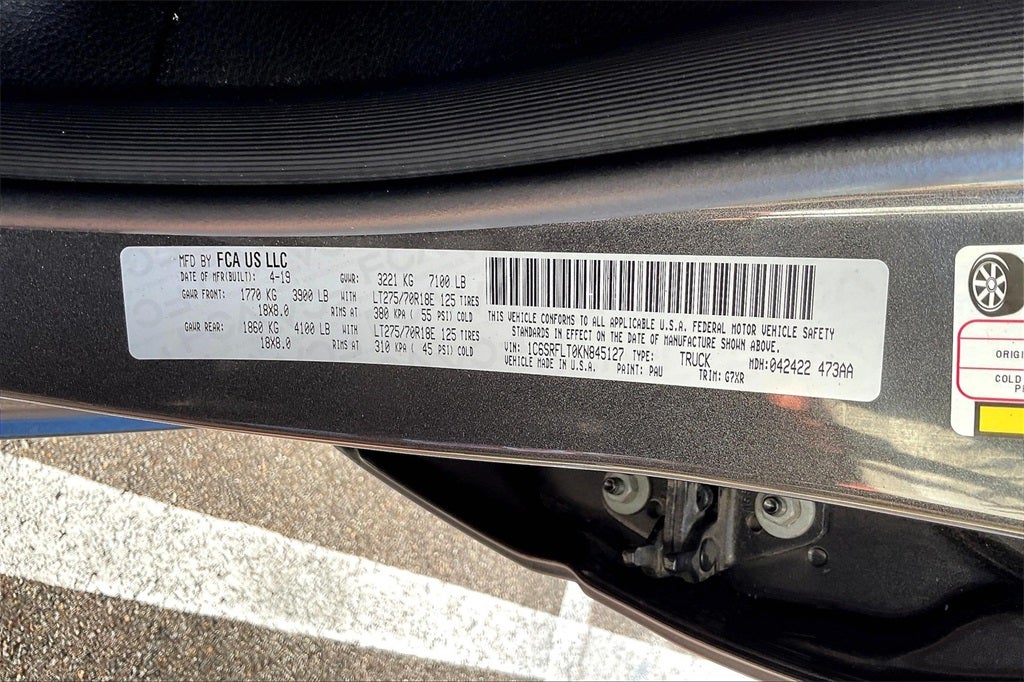 MFD BY FCA US LLC
DATE OF MFR(BUILT): 4-19 GVWR: 3221 KG 7100 LB
GAWR FRONT: 1770 KG 3900 LB WITH LT275/70R18E 125 TIRES
18X8.0 RIMS AT 380 KPA ( 55 PSI) COLD
GAWR REAR: 1860 KG 4100 LB WITH LT275/70R18E 125 TIRES
18X8.0 RIMS AT 310 KPA ( 45 PSI) COLD
THIS VEHICLE CONFORMS TO ALL APPLICABLE U.S.A. FEDERAL MOTOR VEHICLE SAFETY
STANDARDS IN EFFECT ON THE DATE OF MANUFACTURE SHOWN ABOVE.
VIN: 1C6SRFLT0KN845127 TYPE: TRUCK MDH:042422 473AA
VEHICLE MADE IN U.S.A. PAINT: PAU TRIM: G7XR
ORIGI
COLD
P